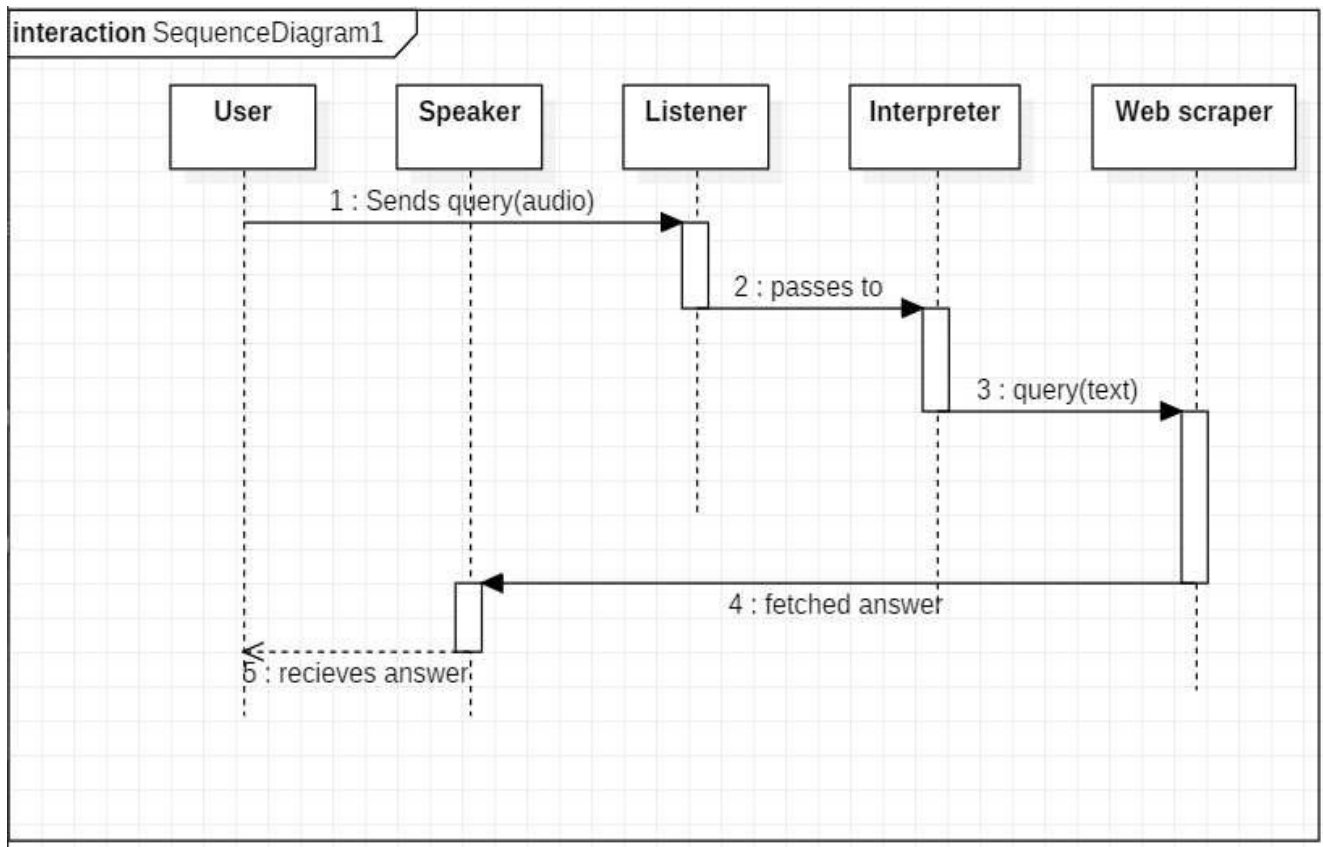 interaction SequenceDiagram1
User
Speaker
Listener
Interpreter
Web scraper
1 : Sends query(audio)
2 : passes to
3 : query(text)
4 : fetched answer
5 : recieves answer